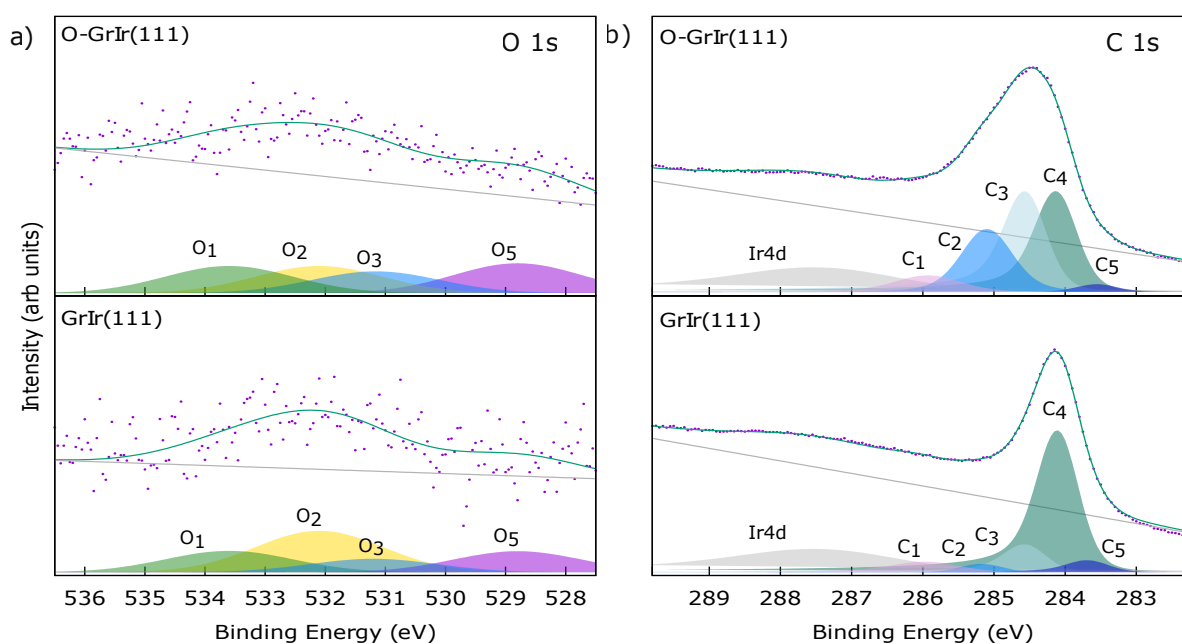 a)
O-GrIr(111)
O 1s
O1
O2
O3
O5
GrIr(111)
O1
O2
O3
O5
536 535 534 533 532 531 530 529 528
Binding Energy (eV)
Intensity (arb units)
b)
O-GrIr(111)
C 1s
Ir4d
C1
C2
C3
C4
C5
GrIr(111)
Ir4d
C1
C2
C3
C4
C5
289 288 287 286 285 284 283
Binding Energy (eV)